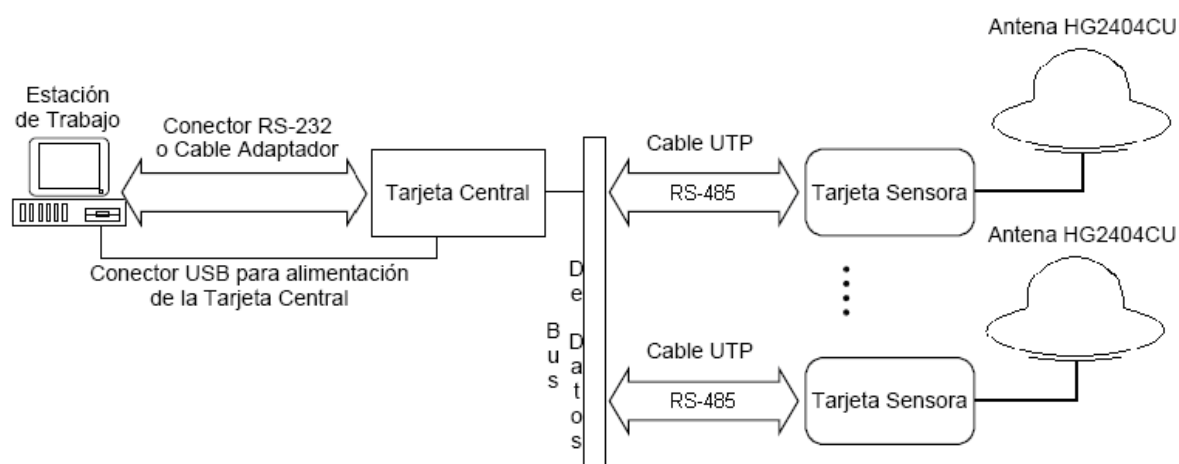 Antena HG2404CU
Estación
de Trabajo
Conector RS-232
o Cable Adaptador
Tarjeta Central
Cable UTP
RS-485
Tarjeta Sensora
Conector USB para alimentación
de la Tarjeta Central
Bus
De Datos
Antena HG2404CU
Cable UTP
RS-485
Tarjeta Sensora